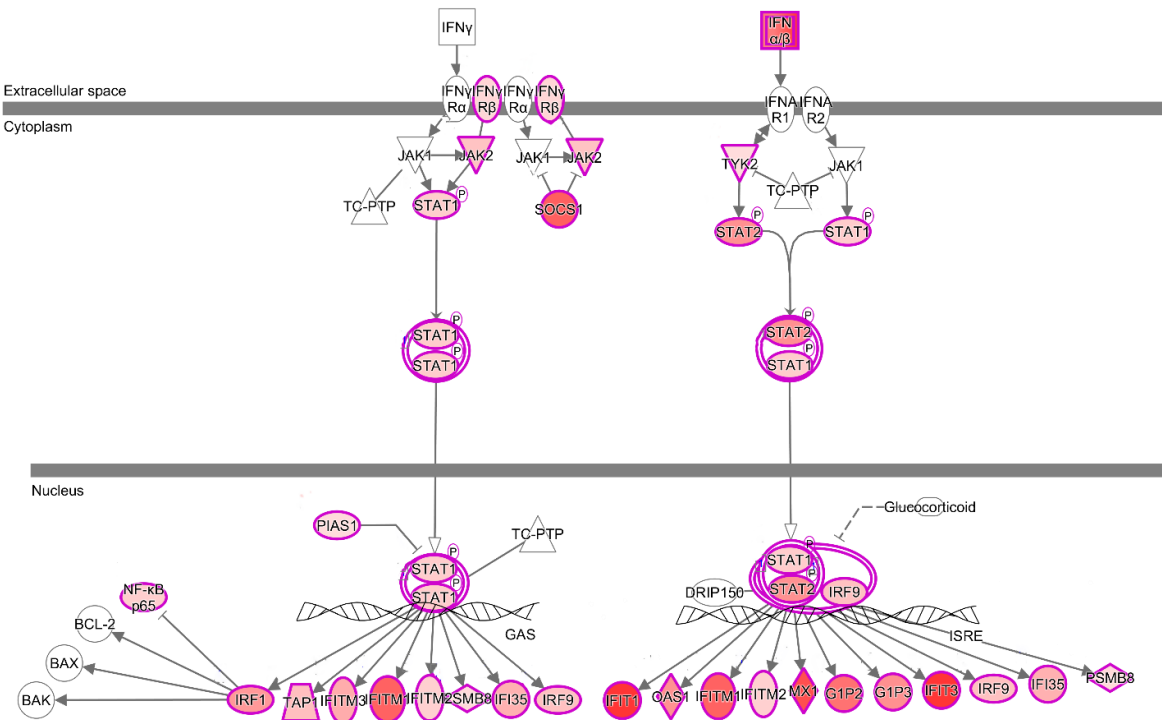 IFNγ
IFN
α/β
Extracellular space
IFNγ
Rα
IFNγ
Rβ
IFNγ
Rα
IFNγ
Rβ
IFNA
R1
IFNA
R2
Cytoplasm
JAK1
JAK2
JAK1
JAK2
TYK2
JAK1
TC-PTP
TC-PTP
STAT1
P
SOCS1
STAT2
P
STAT1
P
STAT1
P
STAT1
P
STAT2
P
STAT1
P
Nucleus
PIAS1
TC-PTP
Glucocorticoid
STAT1
P
STAT1
P
STAT1
P
STAT2
P
IRF9
DRIP150
NF-κB
p65
BCL-2
GAS
ISRE
BAX
BAK
IRF1
TAP1
IFITM3
IFITM1
IFITM2
PSMB8
IFI35
IRF9
IFIT1
OAS1
IFITM1
IFITM2
MX1
G1P2
G1P3
IFIT3
IRF9
IFI35
PSMB8